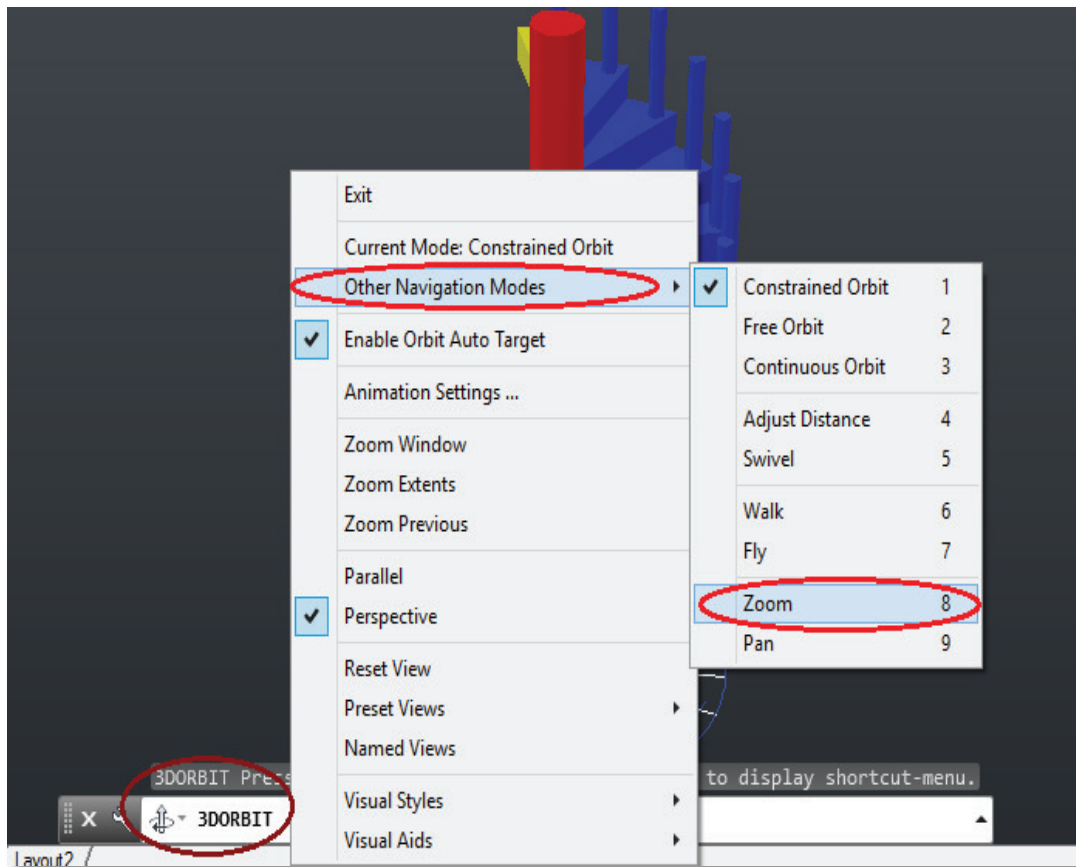 Exit
Current Mode: Constrained Orbit
Other Navigation Modes
Enable Orbit Auto Target
Animation Settings ...
Zoom Window
Zoom Extents
Zoom Previous
Parallel
Perspective
Reset View
Preset Views
Named Views
Visual Styles
Visual Aids
Constrained Orbit 1
Free Orbit 2
Continuous Orbit 3
Adjust Distance 4
Swivel 5
Walk 6
Fly 7
Zoom 8
Pan 9
3DORBIT Press to display shortcut-menu.
3DORBIT
Layout2